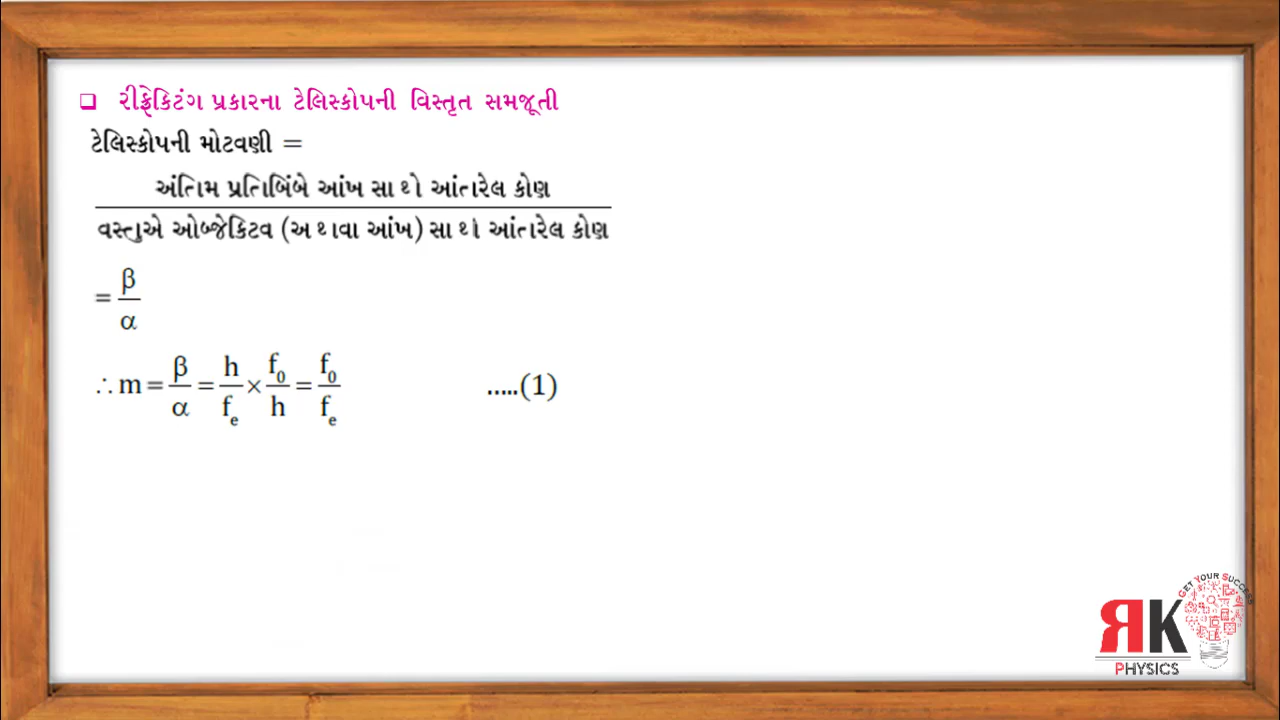 ❑ રીફ્રેકિટંગ પ્રકારના ટેલિસ્કોપની વિસ્તૃત સમજૂતી
ટેલિસ્કોપની મોટવણી =
અંતિમ પ્રતિબિંબે આંખ સાથે આંતરેલ કોણ
વસ્તુએ ઓબ્જેકિટવ (અથવા આંખ) સાથે આંતરેલ કોણ
= β/α
∴ m = β/α = h/fₑ × f₀/h = f₀/fₑ .....(1)
GET YOUR SUCCESS
RK
PHYSICS